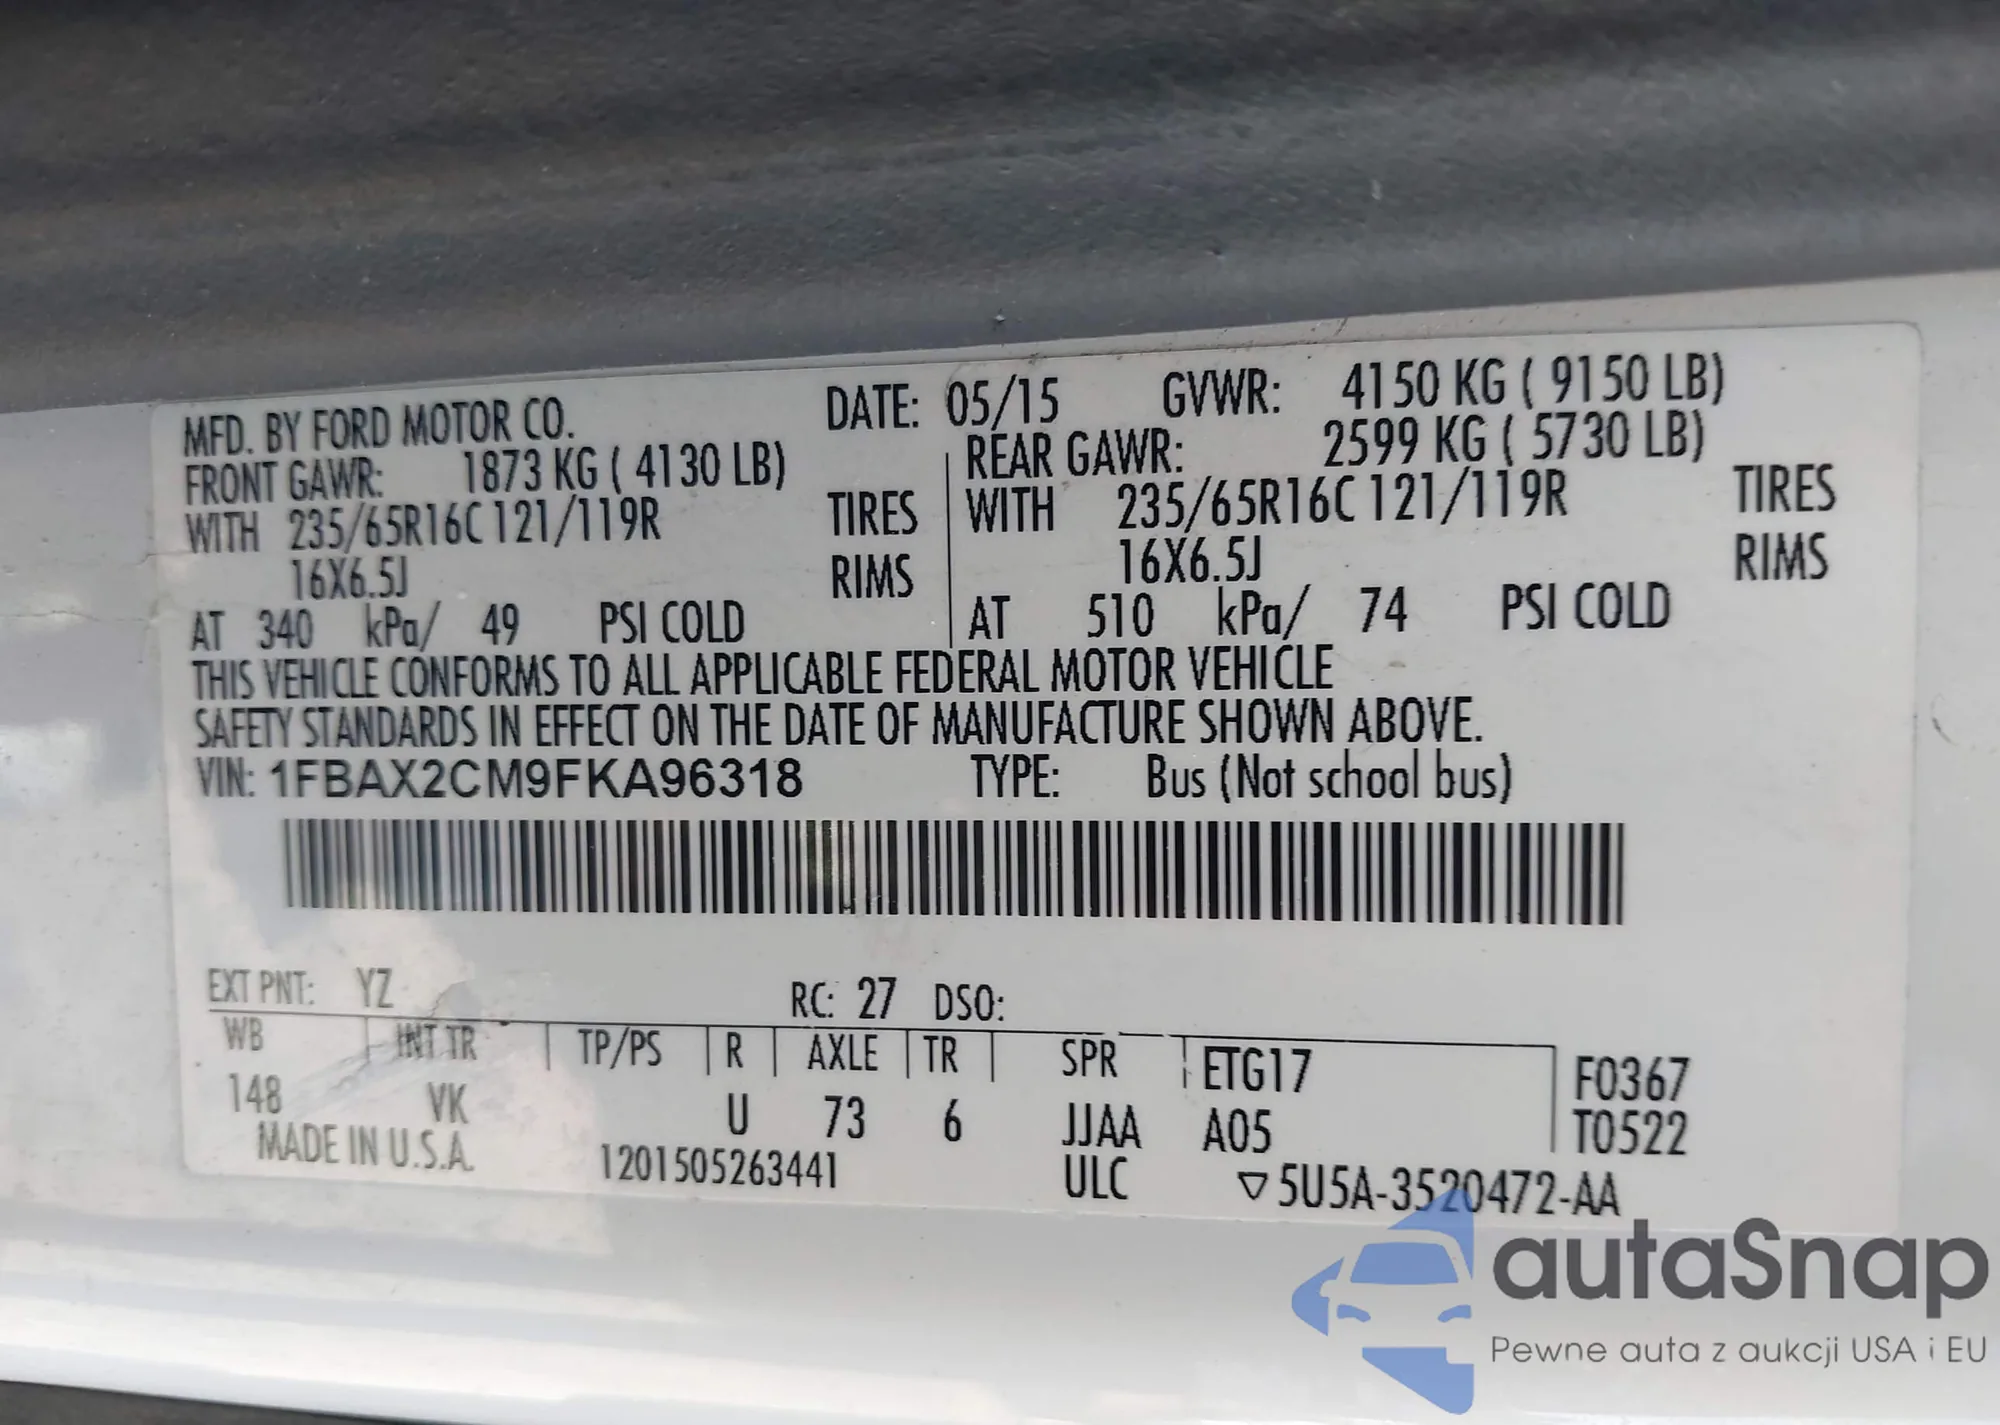 MFD. BY FORD MOTOR CO. DATE: 05/15 GVWR: 4150 KG ( 9150 LB)
FRONT GAWR: 1873 KG ( 4130 LB) REAR GAWR: 2599 KG ( 5730 LB)
WITH 235/65R16C 121/119R TIRES WITH 235/65R16C 121/119R TIRES
16X6.5J RIMS 16X6.5J RIMS
AT 340 kPa/ 49 PSI COLD AT 510 kPa/ 74 PSI COLD
THIS VEHICLE CONFORMS TO ALL APPLICABLE FEDERAL MOTOR VEHICLE
SAFETY STANDARDS IN EFFECT ON THE DATE OF MANUFACTURE SHOWN ABOVE.
VIN: 1FBAX2CM9FKA96318 TYPE: Bus (Not school bus)
EXT PNT: YZ RC: 27 DSO:
WB INT TR TP/PS R AXLE TR SPR ETG17 F0367
148 VK U 73 6 JJAA A05 T0522
MADE IN U.S.A. 1201505263441 ULC ▽5U5A-3520472-AA
autaSnap
Pewne auta z aukcji USA i EU